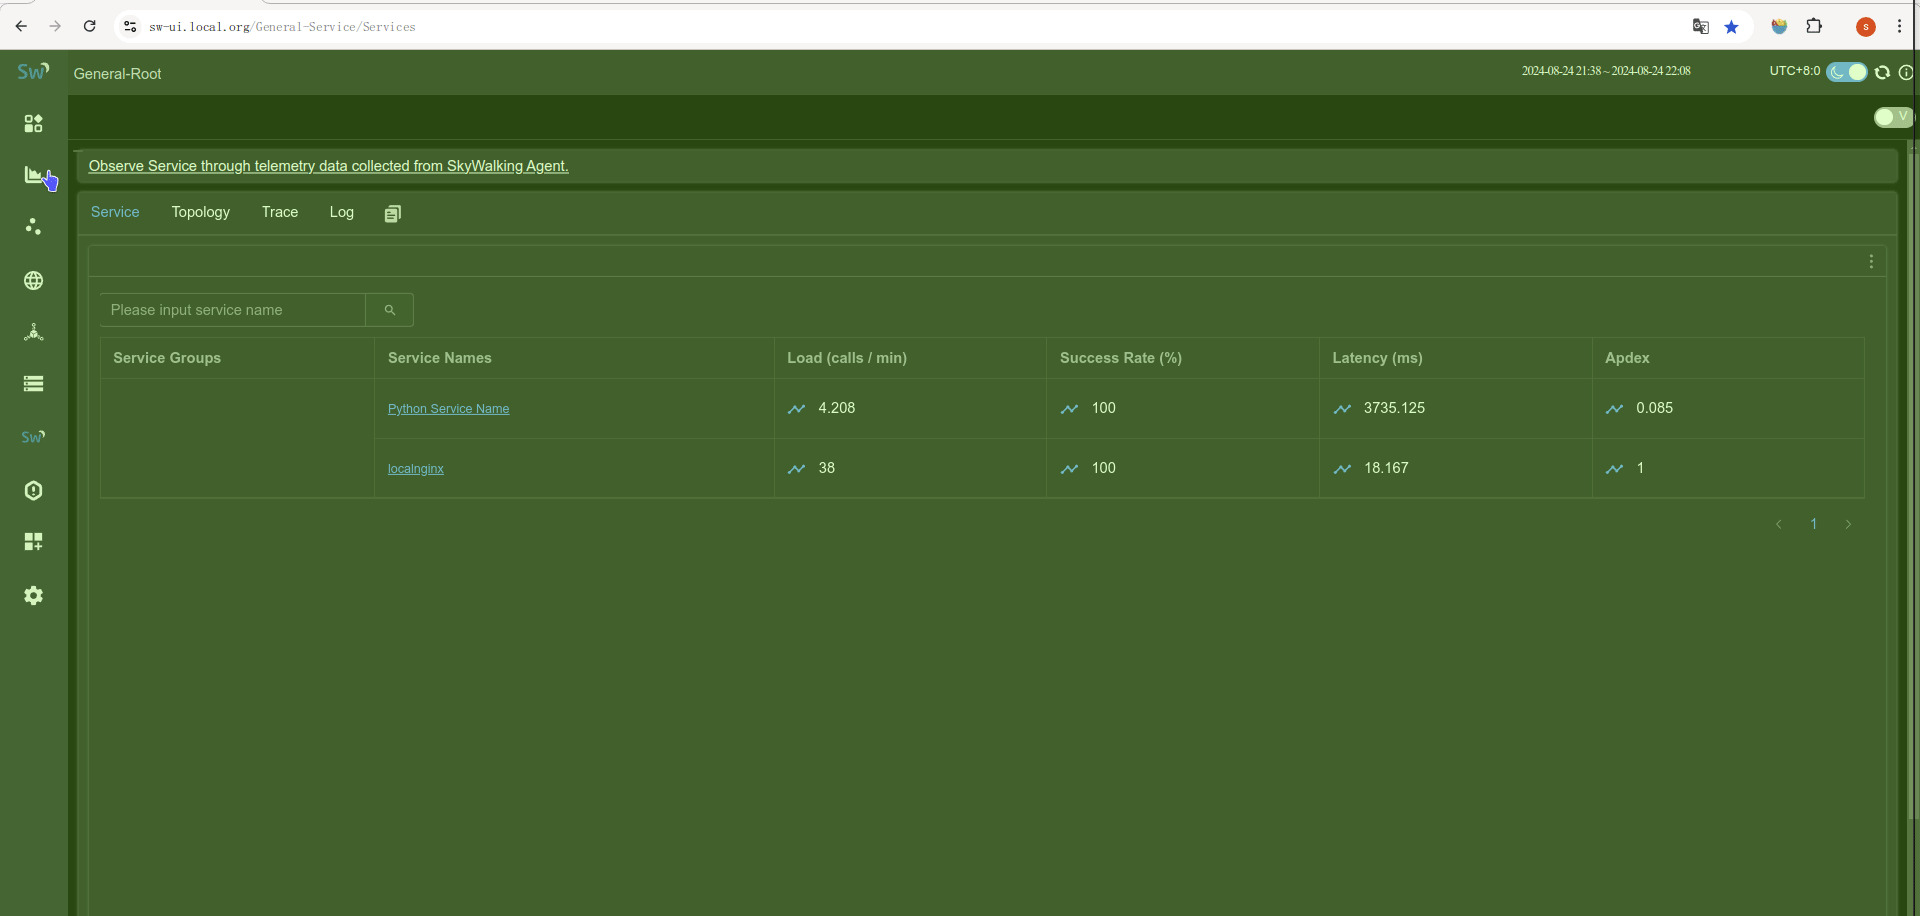 sw-ui.local.org/General-Service/Services
S
Sw
General-Root
2024-08-24 21:38 ~ 2024-08-24 22:08
UTC+8:0
V
Observe Service through telemetry data collected from SkyWalking Agent.
Service Topology Trace Log
Please input service name
Service Groups Service Names Load (calls / min) Success Rate (%) Latency (ms) Apdex
Python Service Name 4.208 100 3735.125 0.085
localnginx 38 100 18.167 1
Sw
1